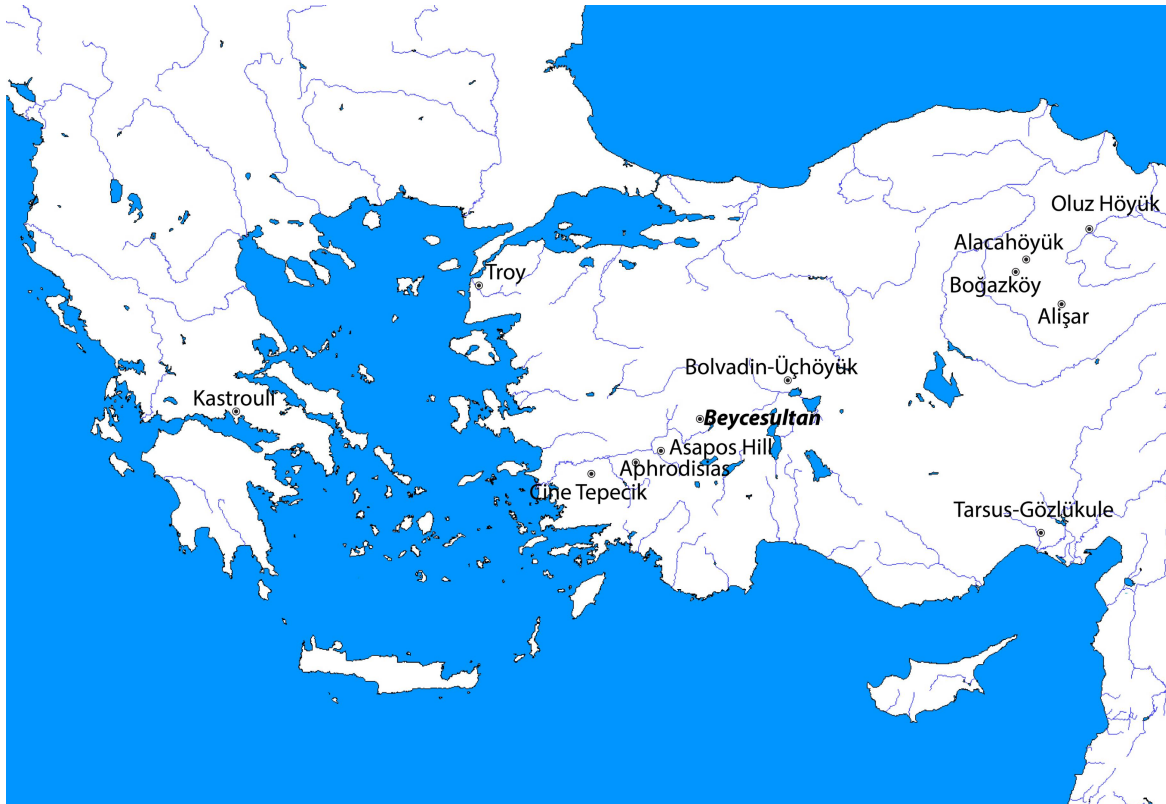 Oluz Höyük
Alacahöyük
Troy
Boğazköy
Alişar
Bolvadin-Üçhöyük
Kastrouli
Beycesultan
Asapos Hill
Aphrodisias
Çine Tepecik
Tarsus-Gözlükule